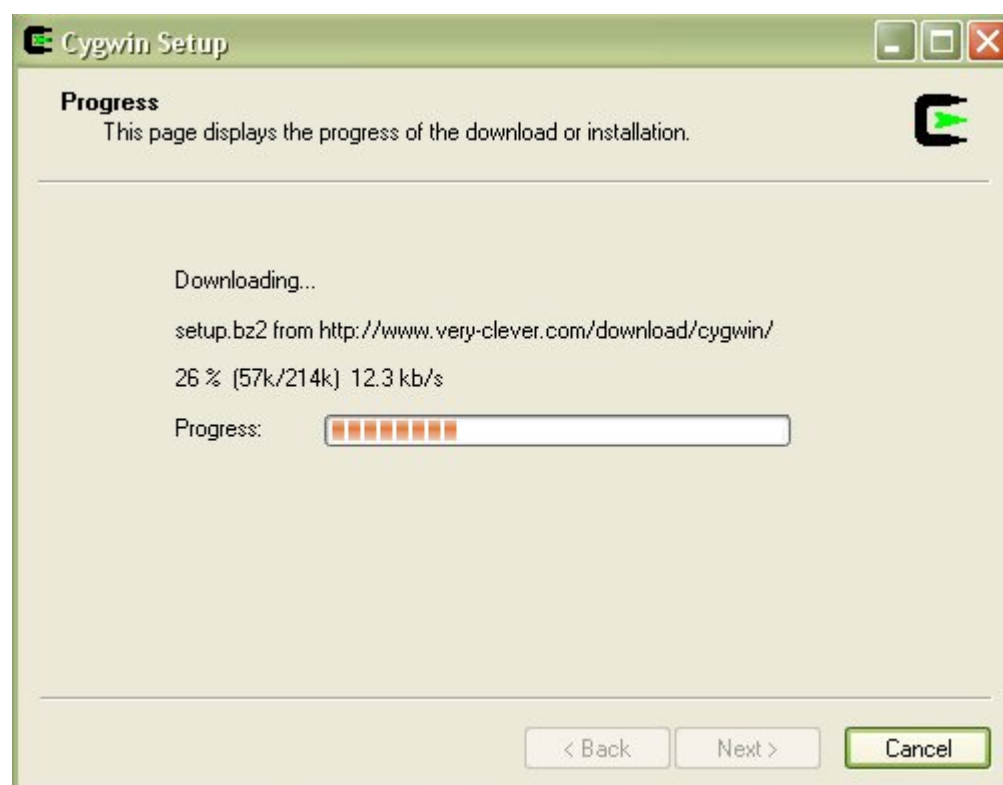 Cygwin Setup
Progress
This page displays the progress of the download or installation.
Downloading...
setup.bz2 from http://www.very-clever.com/download/cygwin/
26 % (57k/214k) 12.3 kb/s
Progress:
< Back Next > Cancel